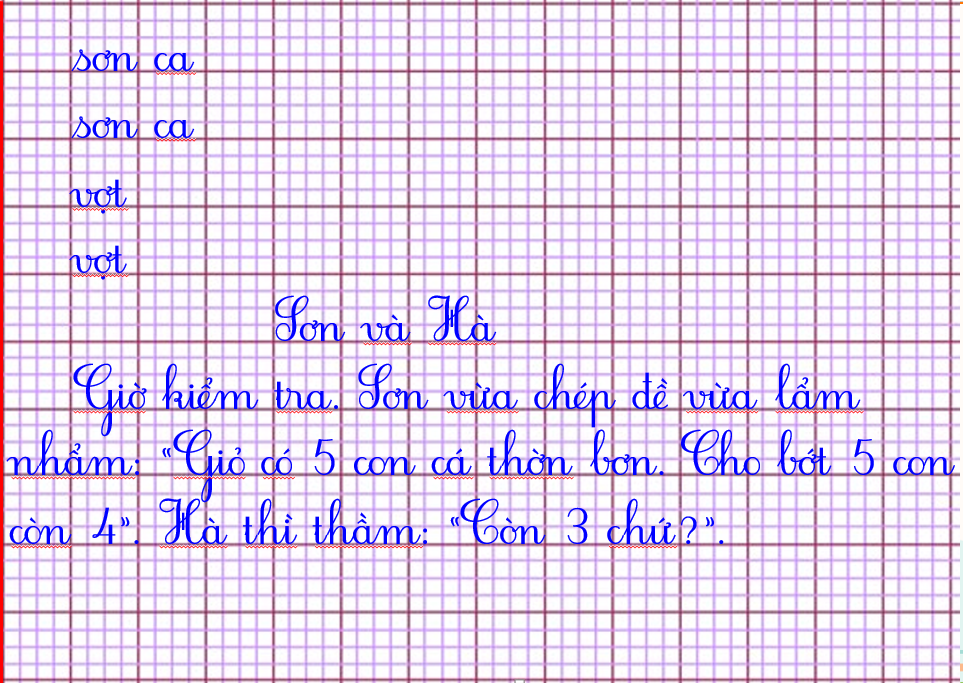 sơn ca
sơn ca
vợt
vợt
Sơn và Hà
Giờ kiểm tra. Sơn vừa chép đề vừa lẩm
nhẩm: “Giỏ có 5 con cá thờn bơn. Cho bớt 5 con
còn 4”. Hà thì thầm: “Còn 3 chứ?”.